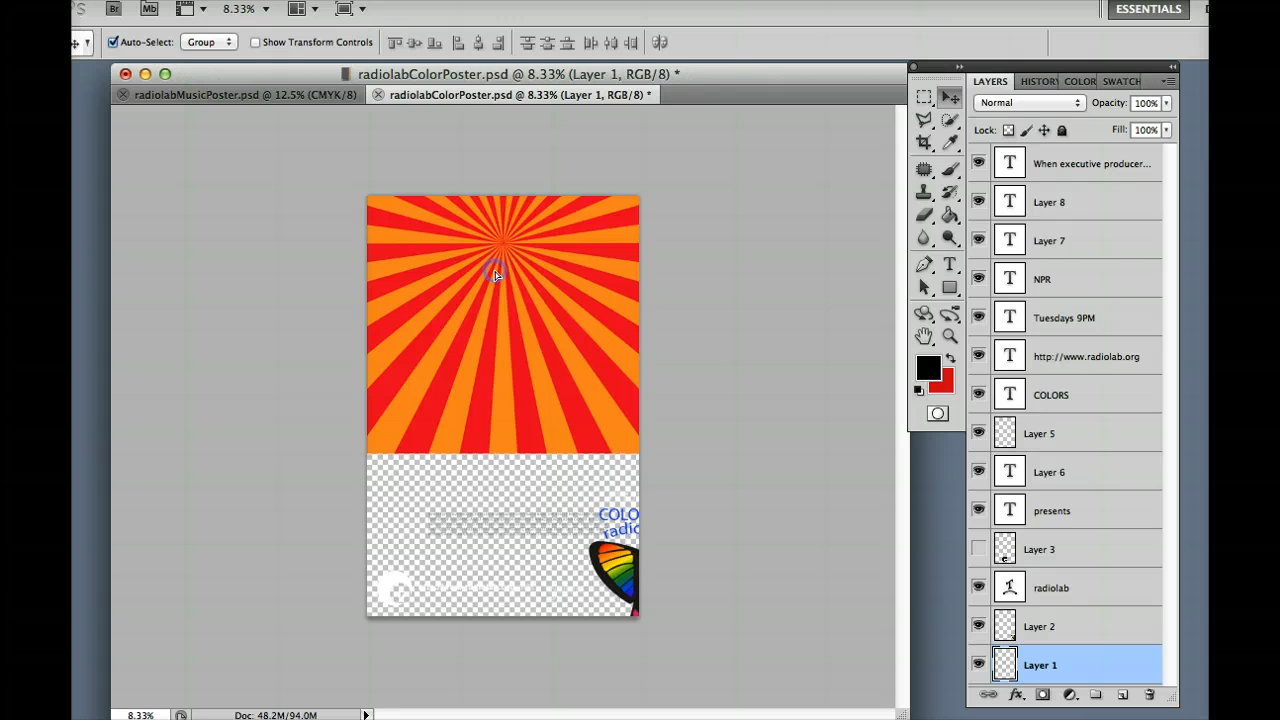 Br Mb 8.33% ESSENTIALS
Auto-Select: Group Show Transform Controls
radiolabColorPoster.psd @ 8.33% (Layer 1, RGB/8) *
radiolabMusicPoster.psd @ 12.5% (CMYK/8)
radiolabColorPoster.psd @ 8.33% (Layer 1, RGB/8) *
LAYERS HISTORY COLOR SWATCH
Normal Opacity: 100%
Lock: Fill: 100%
T When executive producer...
T Layer 8
T Layer 7
T NPR
T Tuesdays 9PM
T http://www.radiolab.org
T COLORS
Layer 5
T Layer 6
T presents
Layer 3
T radiolab
Layer 2
Layer 1
COLO
radio
8.33% Doc: 48.2M/94.0M
fx